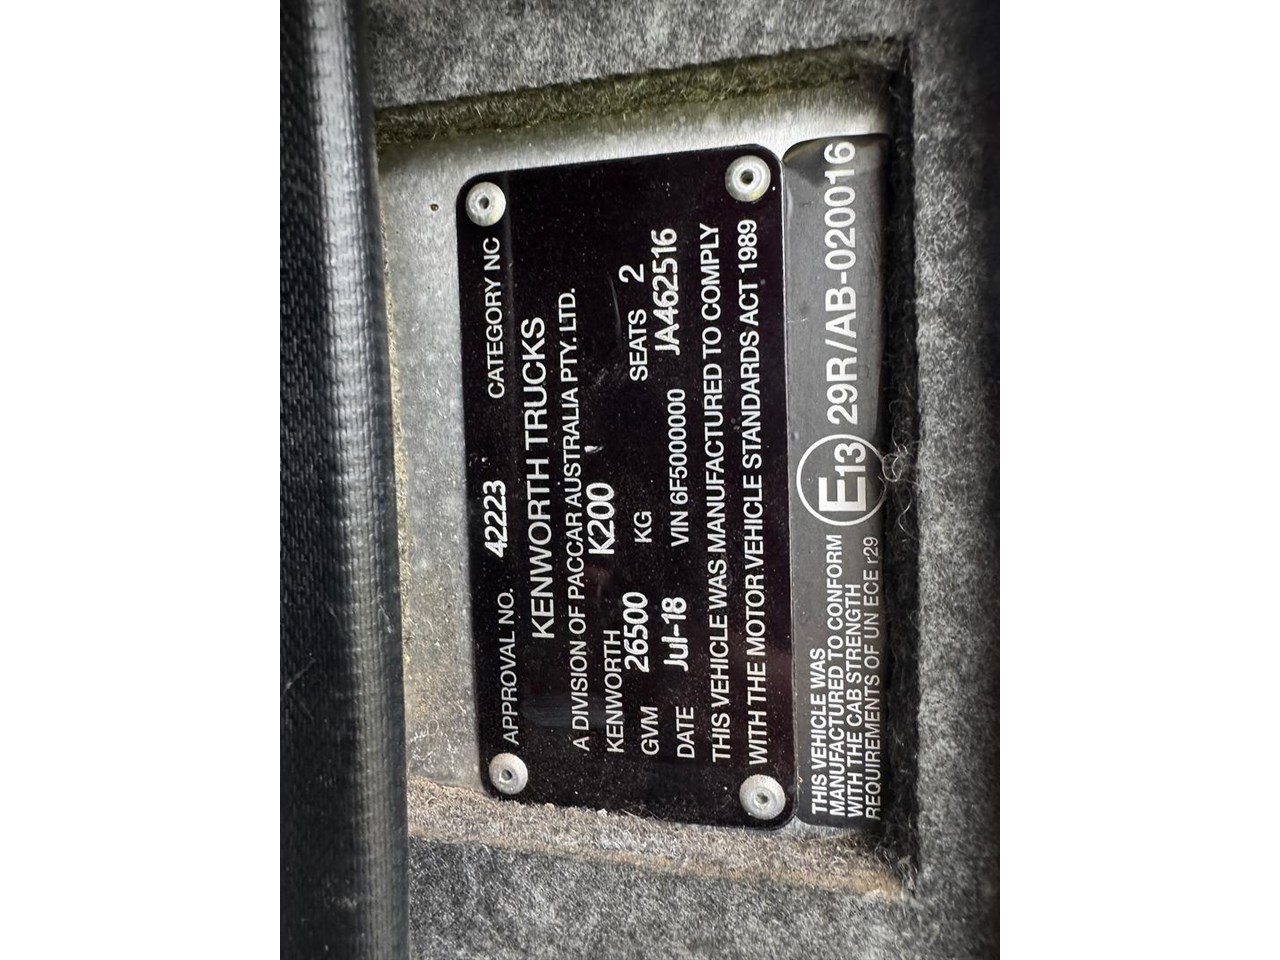 APPROVAL NO. 42223 CATEGORY NC
KENWORTH TRUCKS
A DIVISION OF PACCAR AUSTRALIA PTY. LTD.
KENWORTH K200
GVM 26500 KG SEATS 2
DATE Jul-18 VIN 6F5000000 JA462516
THIS VEHICLE WAS MANUFACTURED TO COMPLY
WITH THE MOTOR VEHICLE STANDARDS ACT 1989
THIS VEHICLE WAS
MANUFACTURED TO CONFORM
WITH THE CAB STRENGTH
REQUIREMENTS OF UN ECE r29
E13 29R/AB-020016